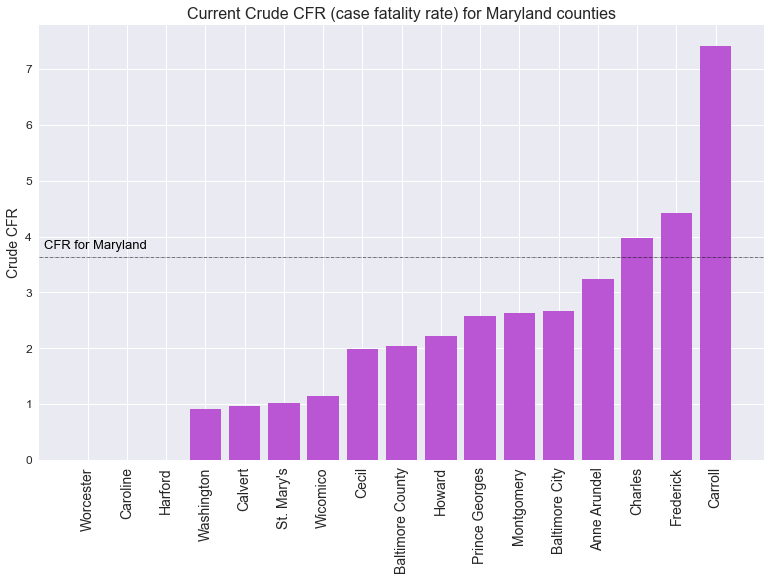 Current Crude CFR (case fatality rate) for Maryland counties
Crude CFR
7
6
5
4
3
2
1
0
CFR for Maryland
Worcester
Caroline
Harford
Washington
Calvert
St. Mary's
Wicomico
Cecil
Baltimore County
Howard
Prince Georges
Montgomery
Baltimore City
Anne Arundel
Charles
Frederick
Carroll